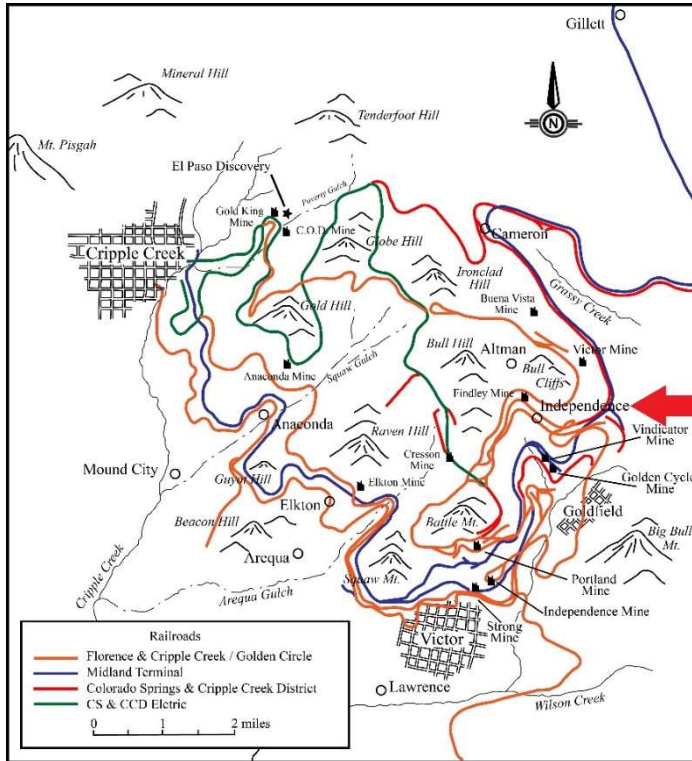 Gillett
Mineral Hill
Tenderfoot Hill
Mt. Pisgah
N
El Paso Discovery
Poverty Gulch
Gold King
Mine
C.O.D. Mine
Cripple Creek
Globe Hill
Cameron
Ironclad
Hill
Grassy Creek
Buena Vista
Mine
Gold Hill
Bull Hill
Altman
Victor Mine
Bull
Cliffs
Anaconda Mine
Squaw Gulch
Findley Mine
Independence
Anaconda
Raven Hill
Vindicator
Mine
Cresson
Mine
Mound City
Guyot Hill
Elkton Mine
Golden Cycle
Mine
Goldfield
Elkton
Beacon Hill
Battle Mt.
Big Bull
Mt.
Arequa
Squaw Mt.
Portland
Mine
Cripple Creek
Arequa Gulch
Independence Mine
Strong
Mine
Victor
Lawrence
Wilson Creek
Railroads
Florence & Cripple Creek / Golden Circle
Midland Terminal
Colorado Springs & Cripple Creek District
CS & CCD Eletric
0 1 2 miles